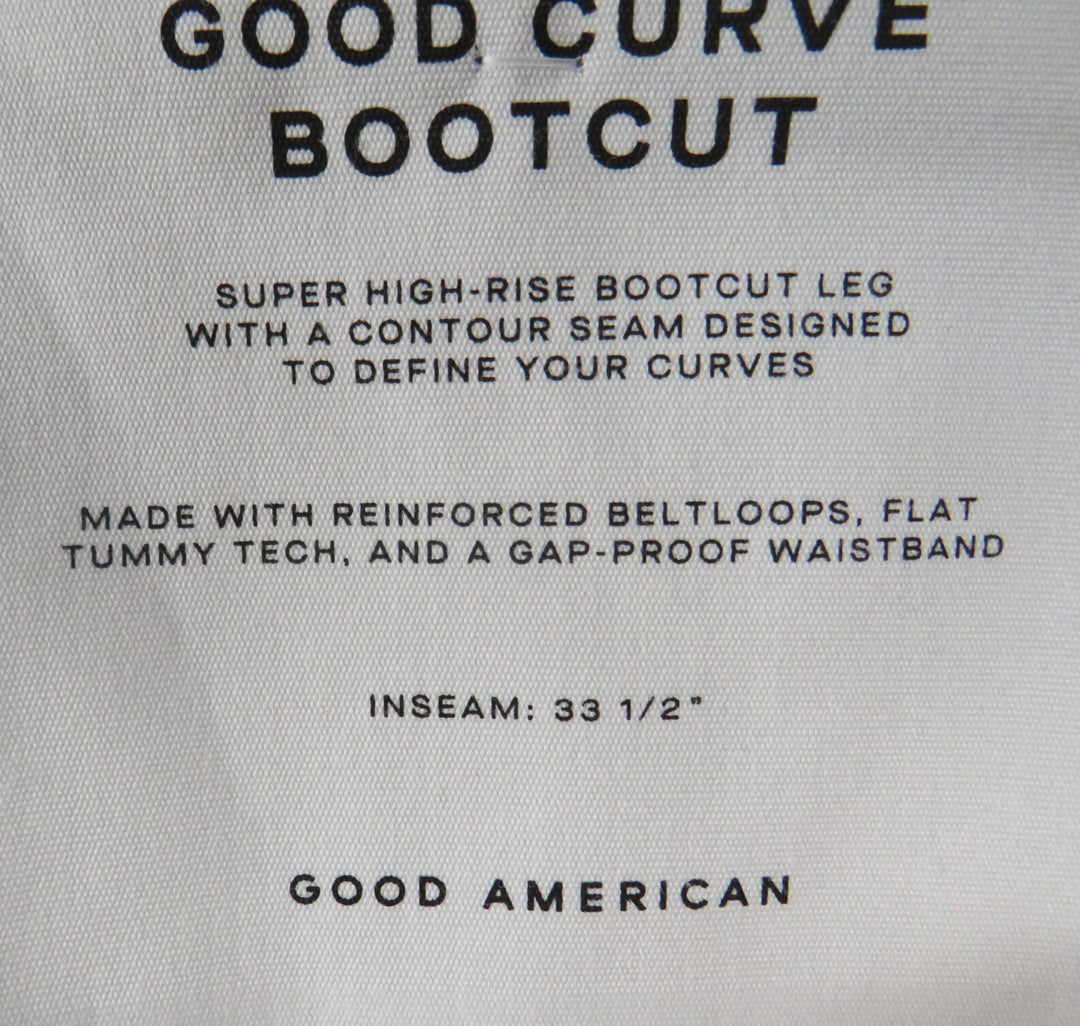 GOOD CURVE
BOOTCUT
SUPER HIGH-RISE BOOTCUT LEG
WITH A CONTOUR SEAM DESIGNED
TO DEFINE YOUR CURVES
MADE WITH REINFORCED BELTLOOPS, FLAT
TUMMY TECH, AND A GAP-PROOF WAISTBAND
INSEAM: 33 1/2"
GOOD AMERICAN